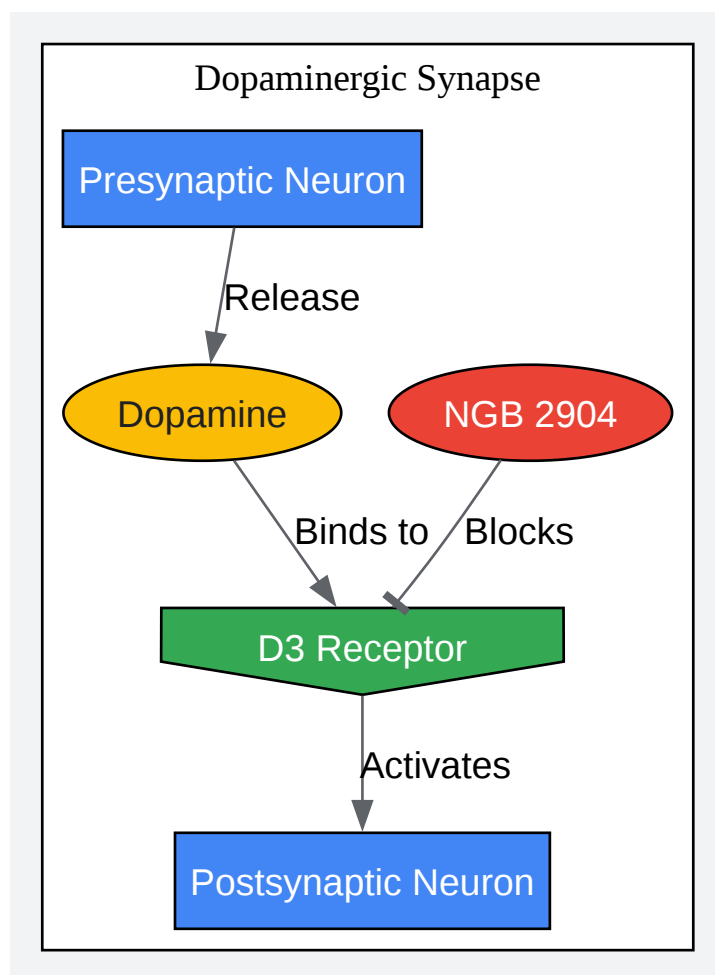 Dopaminergic Synapse
Presynaptic Neuron
Release
Dopamine
NGB 2904
Binds to
Blocks
D3 Receptor
Activates
Postsynaptic Neuron